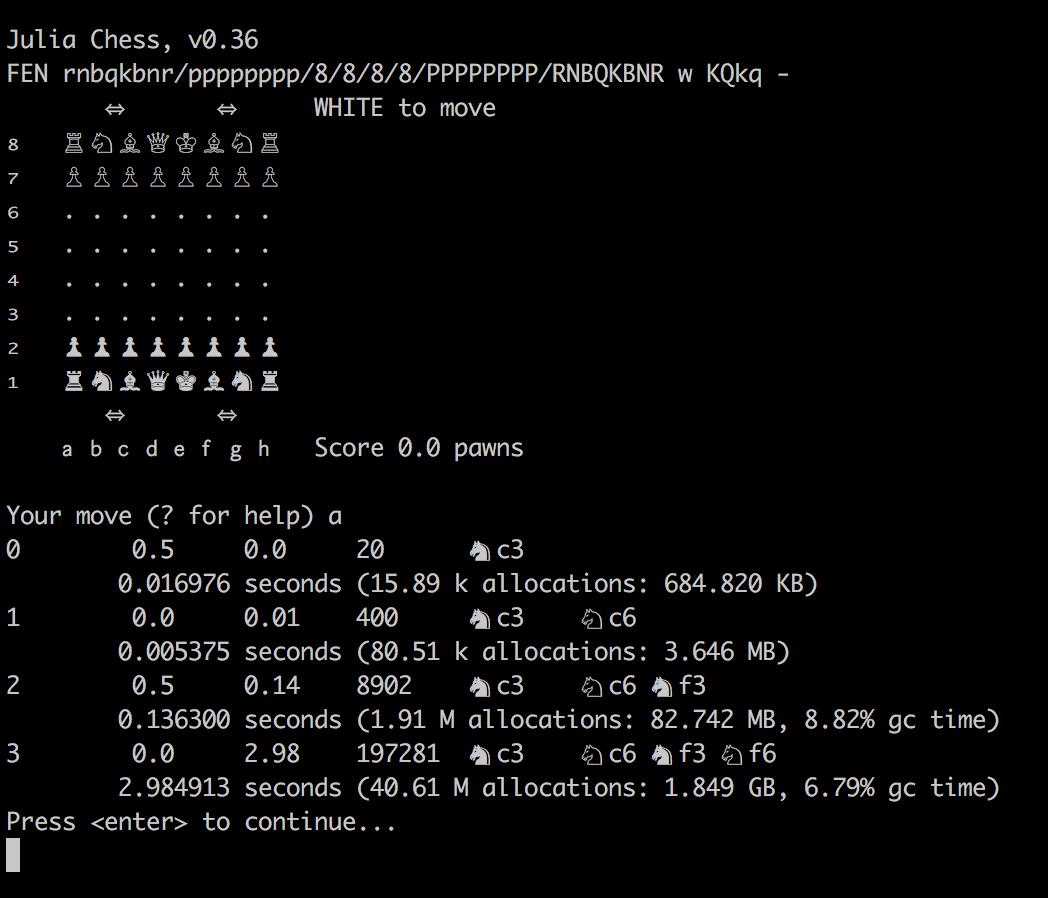 Julia Chess, v0.36
FEN rnbqkbnr/pppppppp/8/8/8/8/PPPPPPPP/RNBQKBNR w KQkq -
⇔ ⇔ WHITE to move
8 ♖ ♘ ♗ ♕ ♔ ♗ ♘ ♖
7 ♙ ♙ ♙ ♙ ♙ ♙ ♙ ♙
6 . . . . . . . .
5 . . . . . . . .
4 . . . . . . . .
3 . . . . . . . .
2 ♟ ♟ ♟ ♟ ♟ ♟ ♟ ♟
1 ♜ ♞ ♝ ♛ ♚ ♝ ♞ ♜
⇔ ⇔
a b c d e f g h Score 0.0 pawns
Your move (? for help) a
0 0.5 0.0 20 ♞c3
0.016976 seconds (15.89 k allocations: 684.820 KB)
1 0.0 0.01 400 ♞c3 ♘c6
0.005375 seconds (80.51 k allocations: 3.646 MB)
2 0.5 0.14 8902 ♞c3 ♘c6 ♞f3
0.136300 seconds (1.91 M allocations: 82.742 MB, 8.82% gc time)
3 0.0 2.98 197281 ♞c3 ♘c6 ♞f3 ♘f6
2.984913 seconds (40.61 M allocations: 1.849 GB, 6.79% gc time)
Press <enter> to continue...